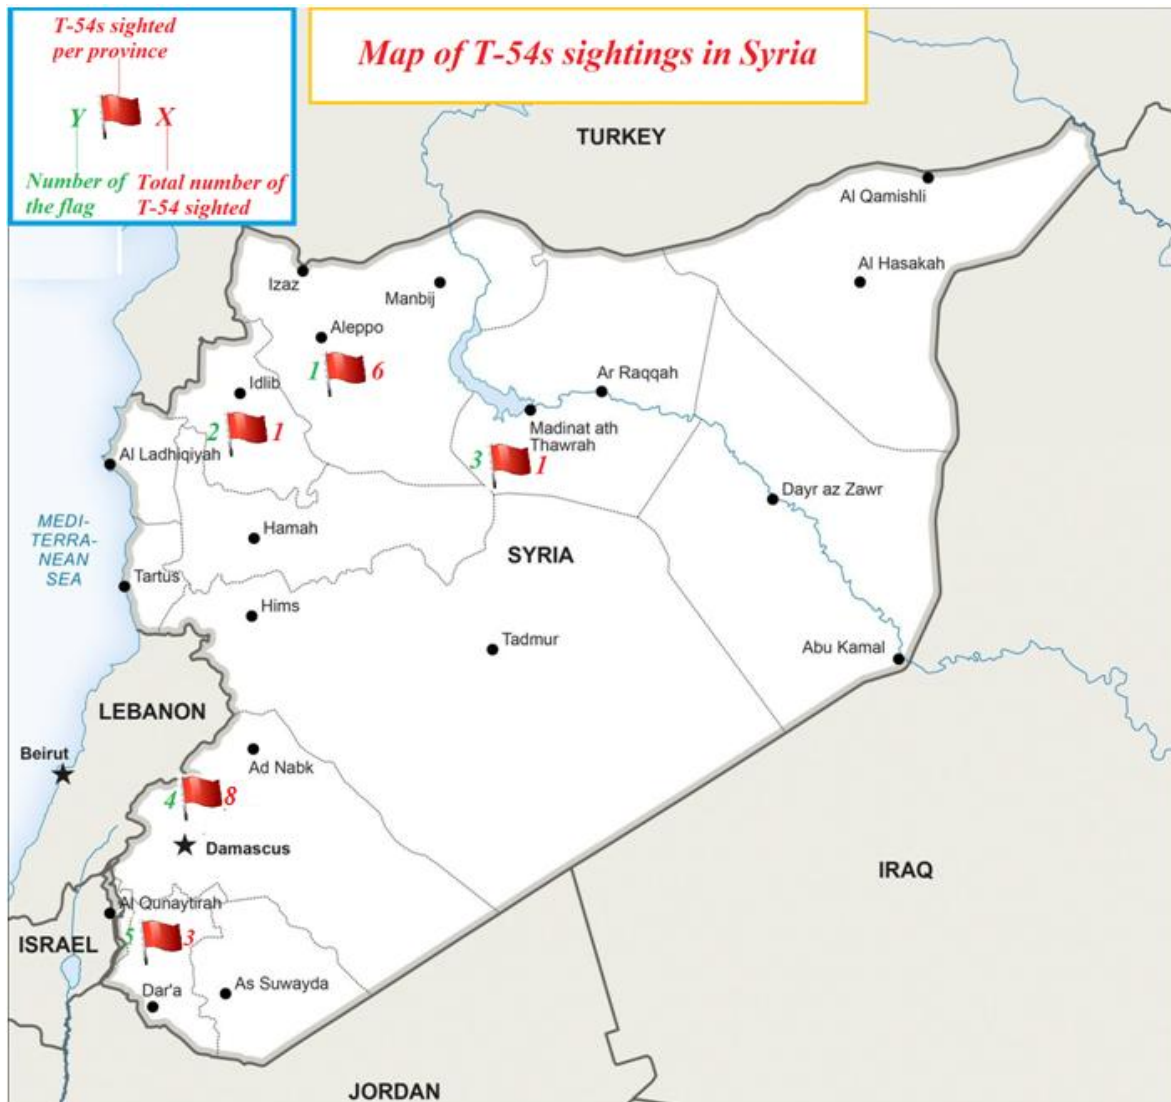 T-54s sighted
per province
Y X
Number of
the flag
Total number of
T-54 sighted
Map of T-54s sightings in Syria
TURKEY
Al Qamishli
Al Hasakah
Izaz
Manbij
Aleppo
1 6
Idlib
Ar Raqqah
2 1
Madinat ath
Thawrah
Al Ladhiqiyah
3 1
Dayr az Zawr
MEDI-
TERRA-
NEAN
SEA
Hamah
SYRIA
Tartus
Hims
Tadmur
Abu Kamal
LEBANON
Beirut
Ad Nabk
4 8
Damascus
IRAQ
Al Qunaytirah
ISRAEL
5 3
Dar'a
As Suwayda
JORDAN